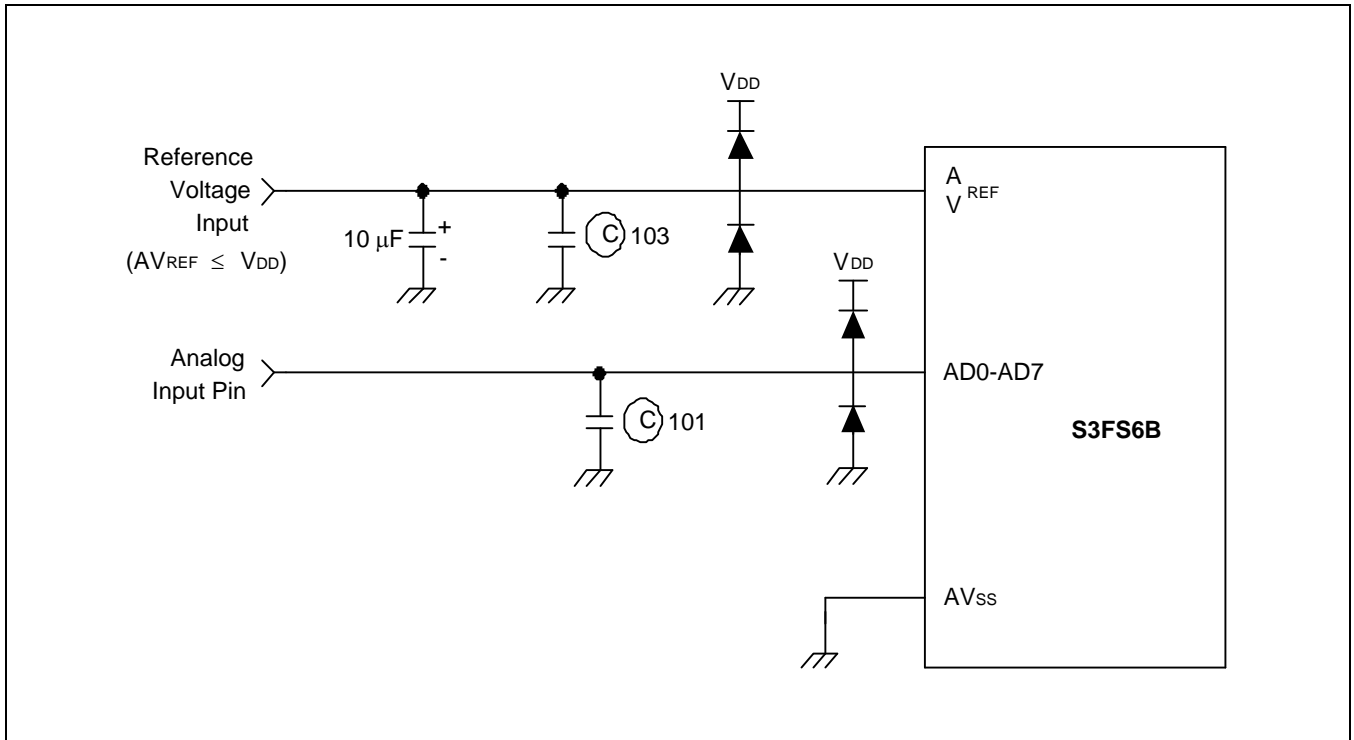 VDD
Reference
Voltage
Input
(AVREF ≤ VDD)
10 μF
+
-
C 103
A
V REF
VDD
Analog
Input Pin
C 101
AD0-AD7
S3FS6B
AVss